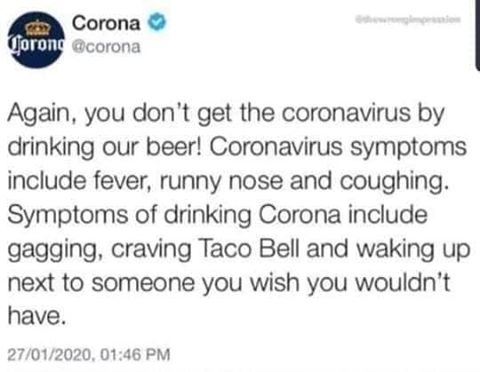 Corona
@corona
@thewrongimpression
Corona
Again, you don't get the coronavirus by
drinking our beer! Coronavirus symptoms
include fever, runny nose and coughing.
Symptoms of drinking Corona include
gagging, craving Taco Bell and waking up
next to someone you wish you wouldn't
have.
27/01/2020, 01:46 PM